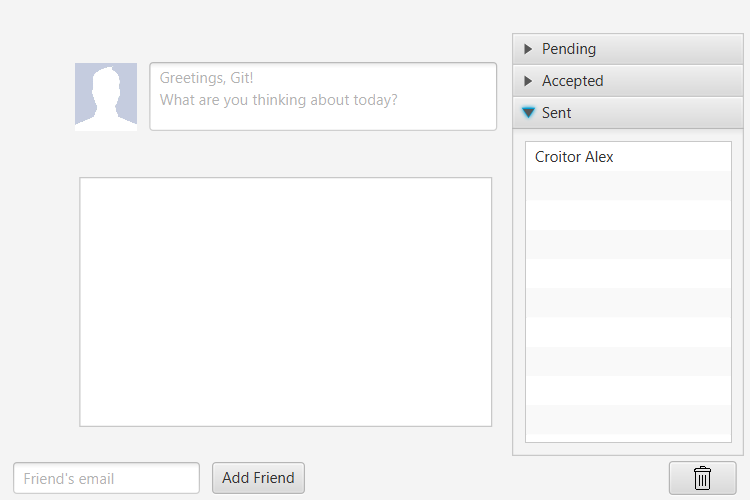 Greetings, Git!
What are you thinking about today?
Pending
Accepted
Sent
Croitor Alex
Friend's email
Add Friend